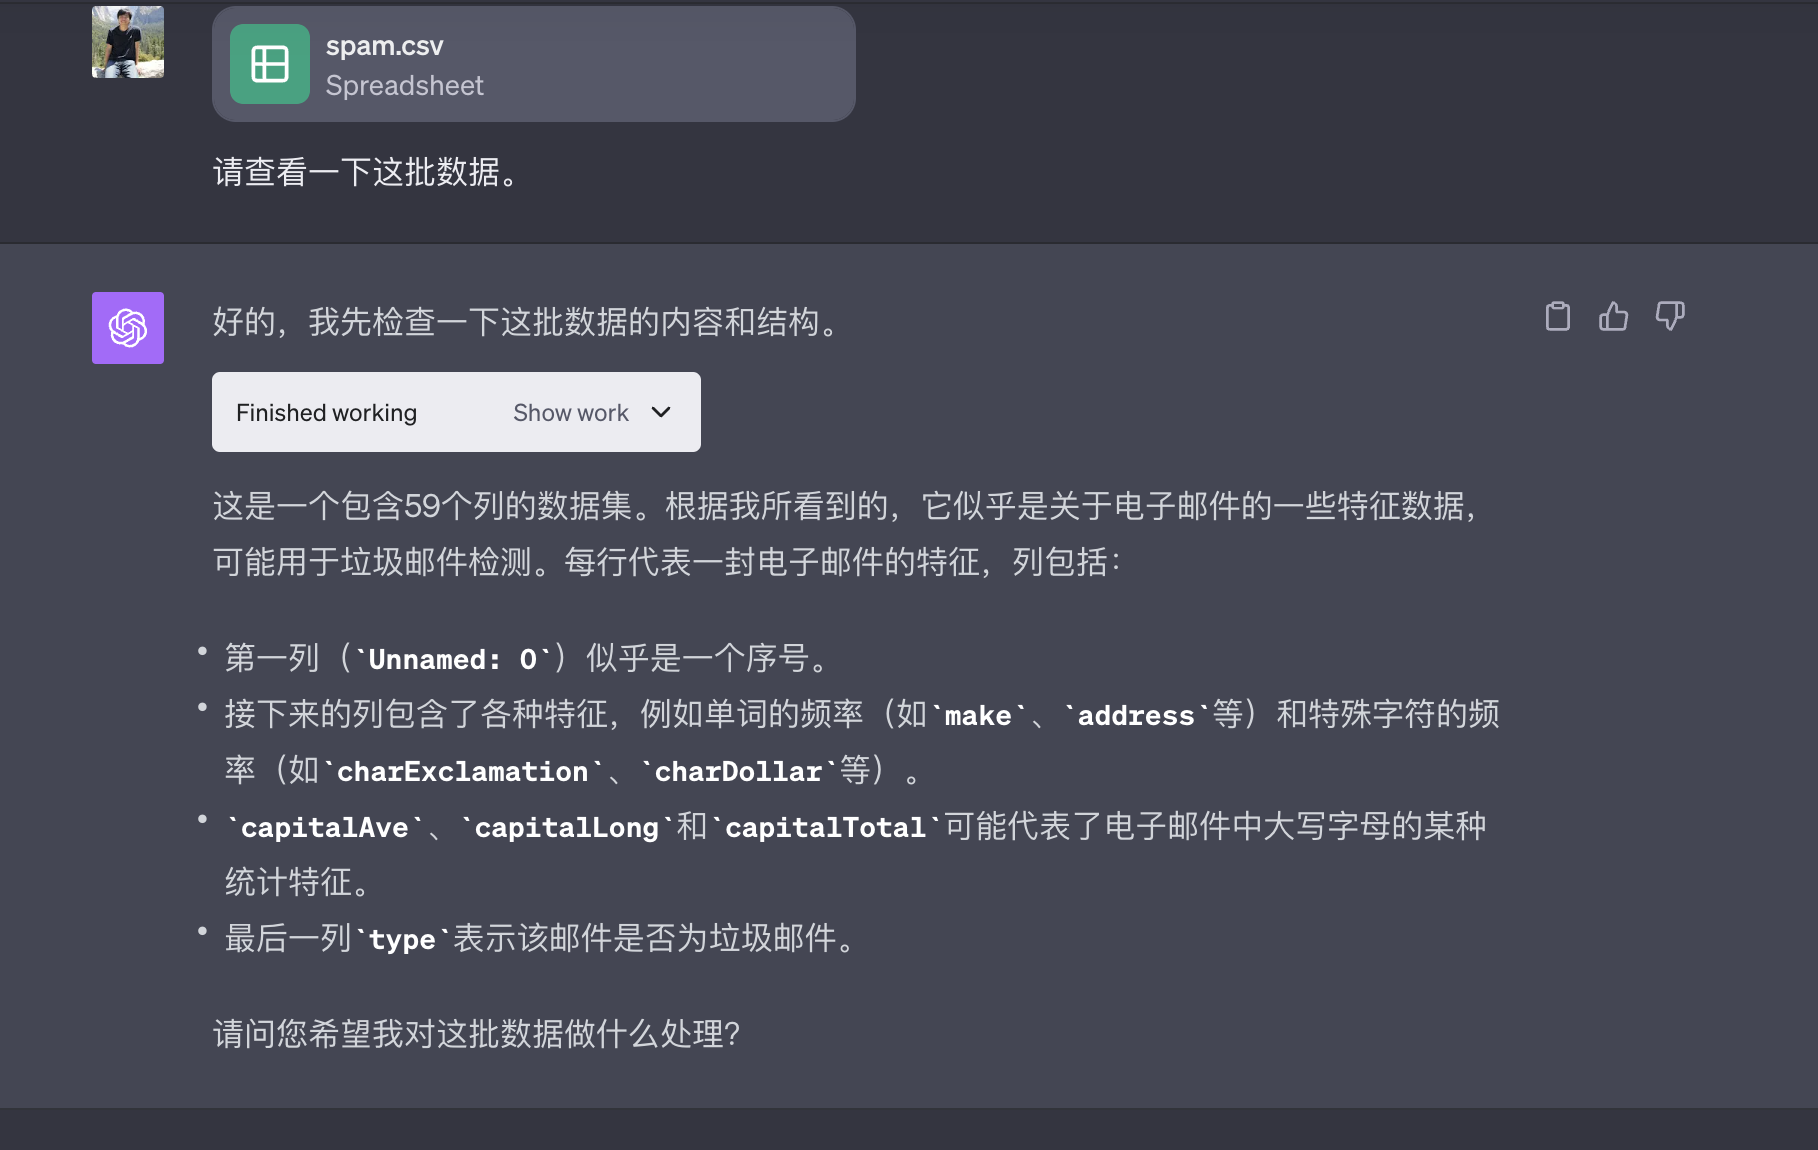 spam.csv
Spreadsheet
请查看一下这批数据。
好的，我先检查一下这批数据的内容和结构。
Finished working
Show work
这是一个包含59个列的数据集。根据我所看到的，它似乎是关于电子邮件的一些特征数据，
可能用于垃圾邮件检测。每行代表一封电子邮件的特征，列包括：
• 第一列（`Unnamed: 0`）似乎是一个序号。
• 接下来的列包含了各种特征，例如单词的频率（如`make`、`address`等）和特殊字符的频
率（如`charExclamation`、`charDollar`等）。
• `capitalAve`、`capitalLong`和`capitalTotal`可能代表了电子邮件中大写字母的某种
统计特征。
• 最后一列`type`表示该邮件是否为垃圾邮件。
请问您希望我对这批数据做什么处理？